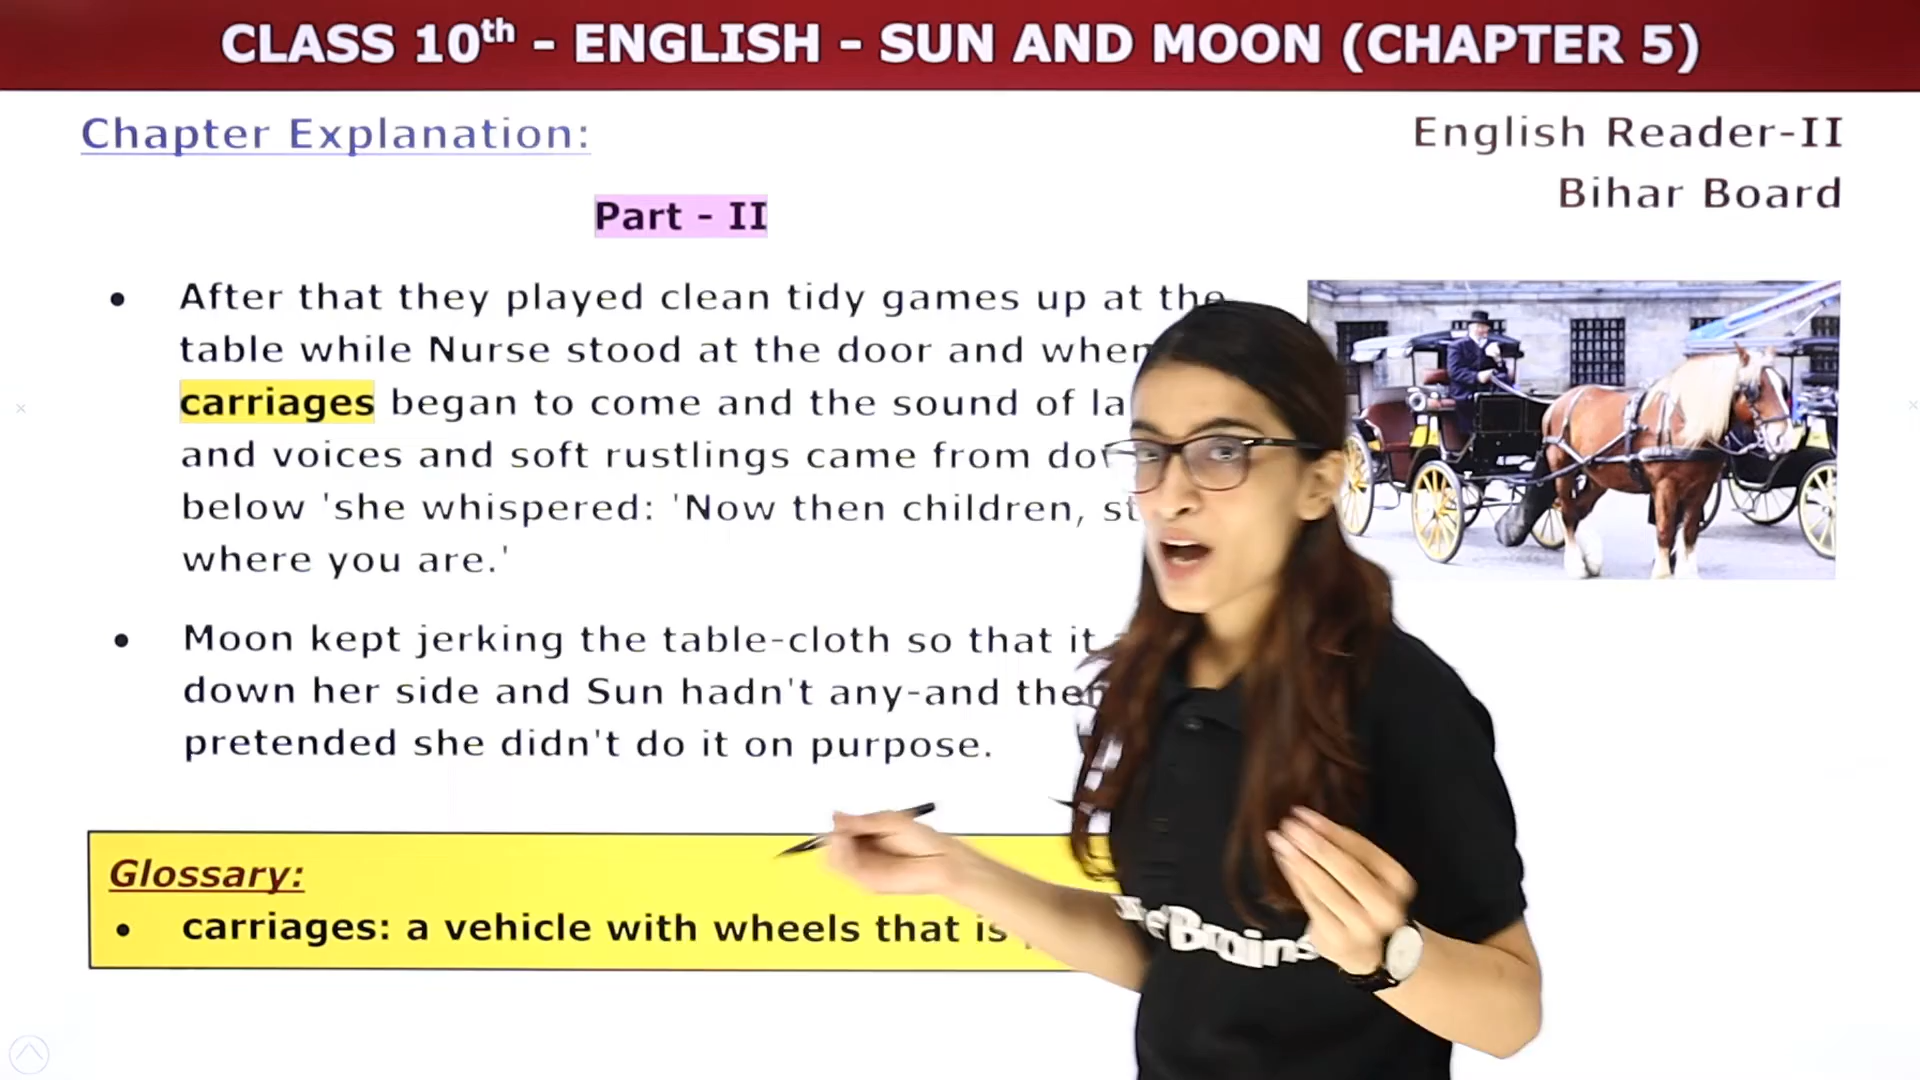 CLASS 10th - ENGLISH - SUN AND MOON (CHAPTER 5)
Chapter Explanation:
English Reader-II
Bihar Board
Part - II
• After that they played clean tidy games up at the
table while Nurse stood at the door and when
carriages began to come and the sound of
and voices and soft rustlings came from
below 'she whispered: 'Now then children,
where you are.'
• Moon kept jerking the table-cloth so that it
down her side and Sun hadn't any-and
pretended she didn't do it on purpose.
Glossary:
• carriages: a vehicle with wheels that is
Brains